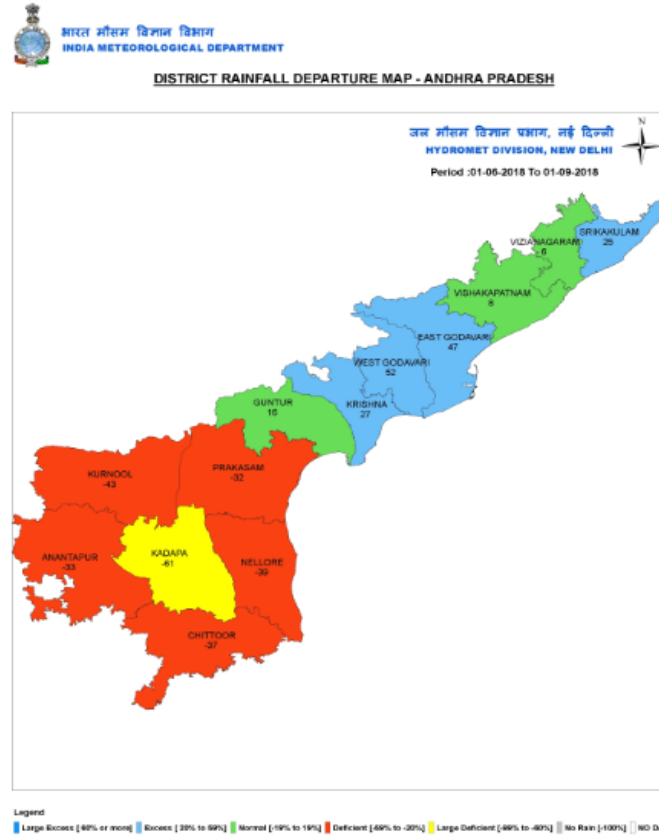 भारत मौसम विज्ञान विभाग
INDIA METEOROLOGICAL DEPARTMENT
DISTRICT RAINFALL DEPARTURE MAP - ANDHRA PRADESH
जल मौसम विज्ञान प्रभाग, नई दिल्ली
N
HYDROMET DIVISION, NEW DELHI
Period :01-06-2018 To 01-09-2018
SRIKAKULAM
25
VIZIANAGARAM
6
VISHAKAPATNAM
8
EAST GODAVARI
47
WEST GODAVARI
52
KRISHNA
27
GUNTUR
16
PRAKASAM
-32
KURNOOL
-43
ANANTAPUR
-33
KADAPA
-61
NELLORE
-39
CHITTOOR
-37
Legend
Large Excess [60% or more] Excess [20% to 59%] Normal [-19% to 19%] Deficient [-59% to -20%] Large Deficient [-99% to -60%] No Rain [-100%] NO D